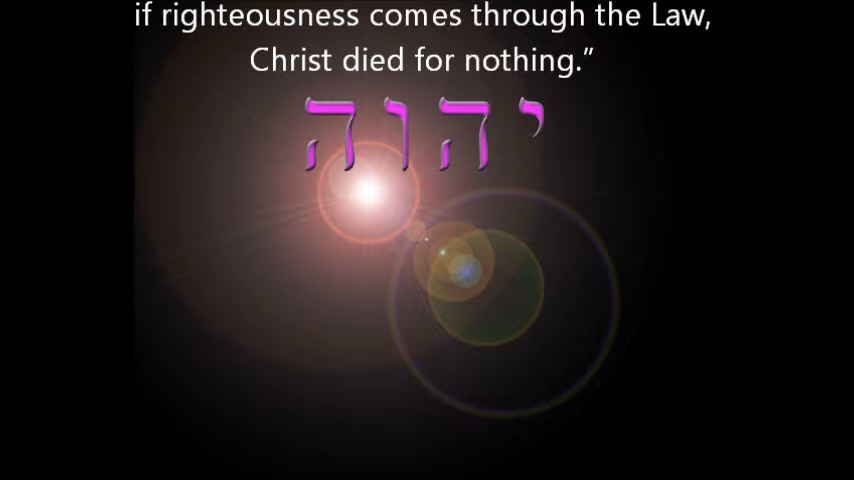 if righteousness comes through the Law,
Christ died for nothing.”
יהוה